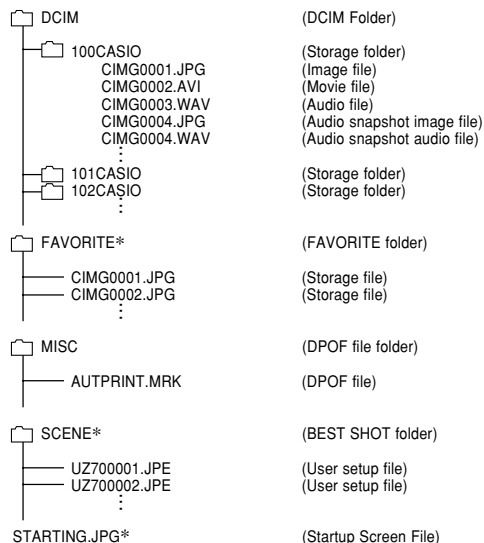 DCIM (DCIM Folder)
100CASIO (Storage folder)
CIMG0001.JPG (Image file)
CIMG0002.AVI (Movie file)
CIMG0003.WAV (Audio file)
CIMG0004.JPG (Audio snapshot image file)
CIMG0004.WAV (Audio snapshot audio file)
101CASIO (Storage folder)
102CASIO (Storage folder)
FAVORITE* (FAVORITE folder)
CIMG0001.JPG (Storage file)
CIMG0002.JPG (Storage file)
MISC (DPOF file folder)
AUTPRINT.MRK (DPOF file)
SCENE* (BEST SHOT folder)
UZ700001.JPE (User setup file)
UZ700002.JPE (User setup file)
STARTING.JPG* (Startup Screen File)